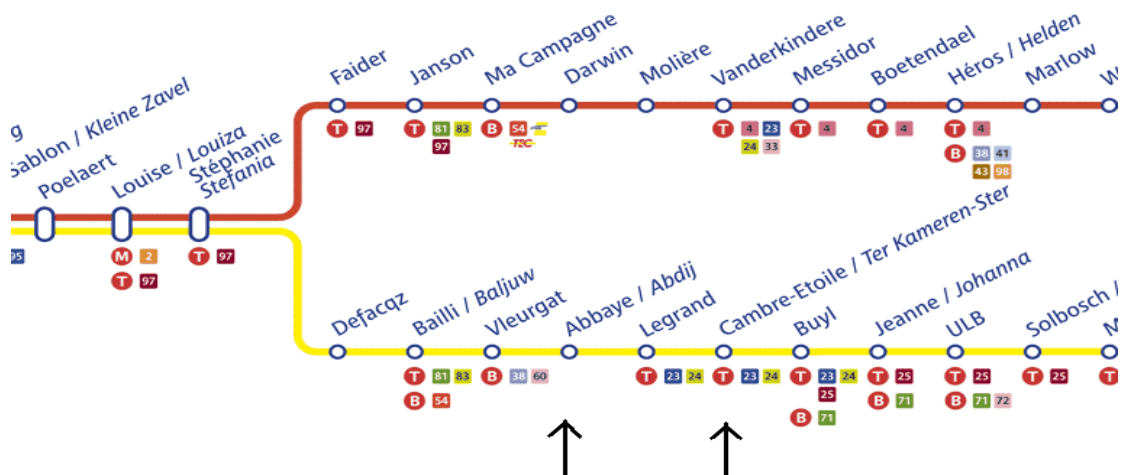 Faider
Janson
Ma Campagne
Darwin
Molière
Vanderkindere
Messidor
Boetendael
Héros / Helden
Marlow
W
T 97
T 81 83
97
B 54
TEC
T 4 23
24 33
T 4
T 4
T 4
B 38 41
43 98
g
Sablon / Kleine Zavel
Poelaert
Louise / Louiza
Stéphanie
Stefania
95
M 2
T 97
T 97
Defacqz
Bailli / Baljuw
Vleurgat
Abbaye / Abdij
Legrand
Cambre-Etoile / Ter Kameren-Ster
Buyl
Jeanne / Johanna
ULB
Solbosch /
M
T 81 83
B 54
B 38 60
T 23 24
T 23 24
T 23 24
25
B 71
T 25
B 71
T 25
B 71 72
T 25
T